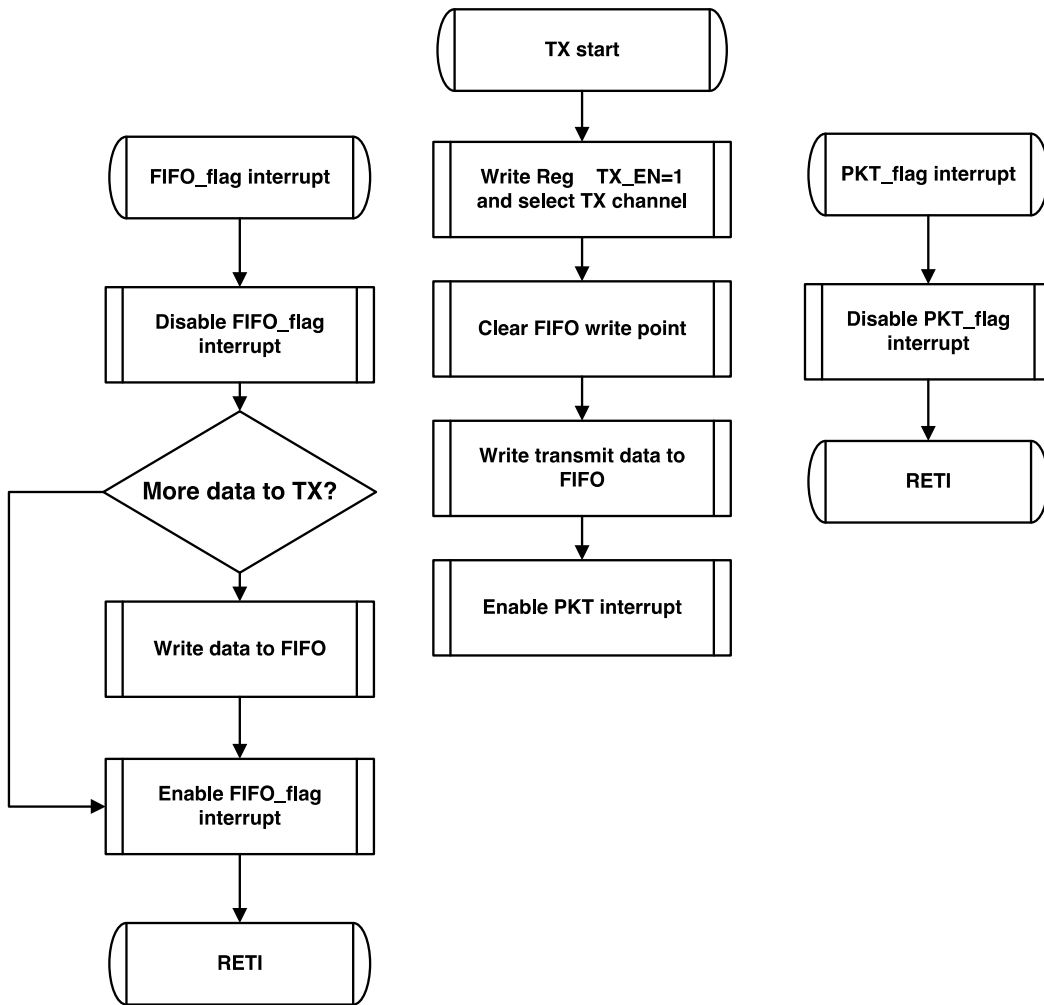 FIFO_flag interrupt
Disable FIFO_flag
interrupt
More data to TX?
Write data to FIFO
Enable FIFO_flag
interrupt
RETI
TX start
Write Reg TX_EN=1
and select TX channel
Clear FIFO write point
Write transmit data to
FIFO
Enable PKT interrupt
PKT_flag interrupt
Disable PKT_flag
interrupt
RETI